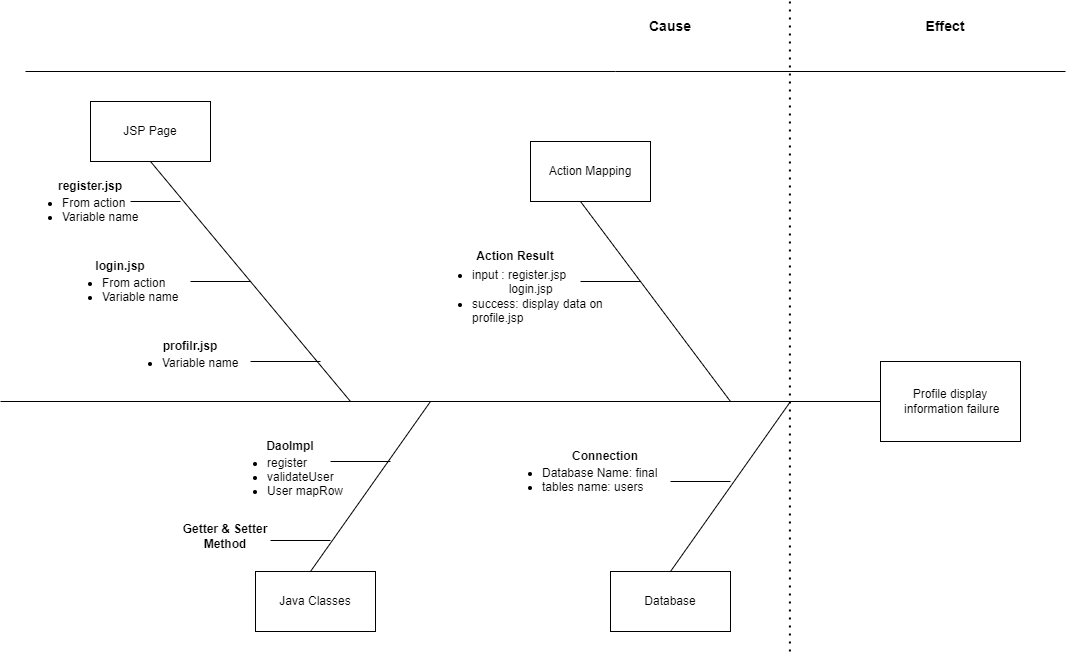 Cause
Effect
JSP Page
register.jsp
• From action
• Variable name
login.jsp
• From action
• Variable name
profilr.jsp
• Variable name
Action Mapping
Action Result
• input : register.jsp
login.jsp
• success: display data on
profile.jsp
Profile display
information failure
DaoImpl
• register
• validateUser
• User mapRow
Getter & Setter
Method
Java Classes
Connection
• Database Name: final
• tables name: users
Database